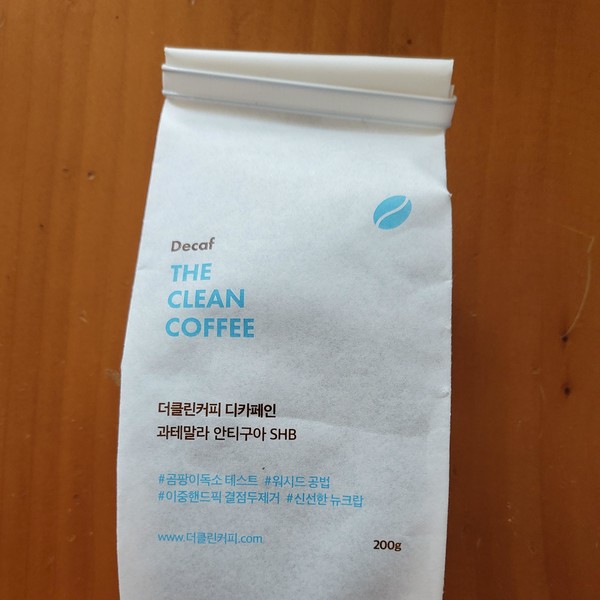 Decaf
THE
CLEAN
COFFEE
더클린커피 디카페인
과테말라 안티구아 SHB
#곰팡이독소 테스트 #워시드 공법
#이중핸드픽 결점두제거 #신선한 뉴크랍
www.더클린커피.com
200g